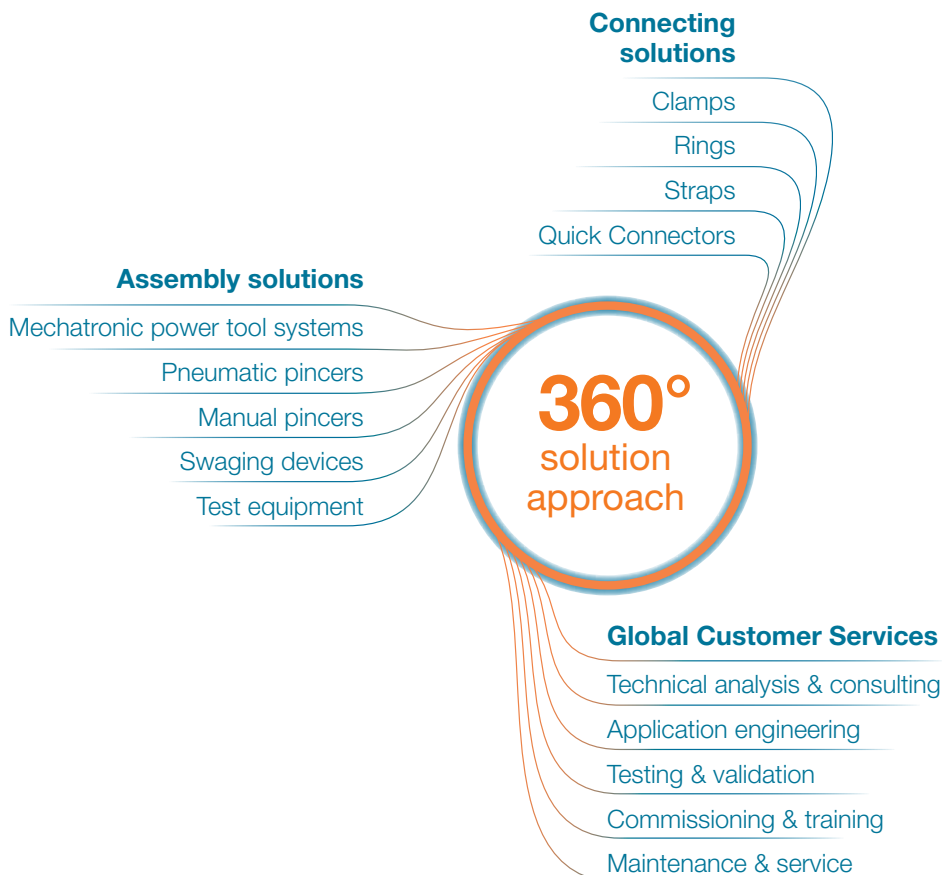 Connecting
solutions
Clamps
Rings
Straps
Quick Connectors
Assembly solutions
Mechatronic power tool systems
Pneumatic pincers
Manual pincers
Swaging devices
Test equipment
360°
solution
approach
Global Customer Services
Technical analysis & consulting
Application engineering
Testing & validation
Commissioning & training
Maintenance & service